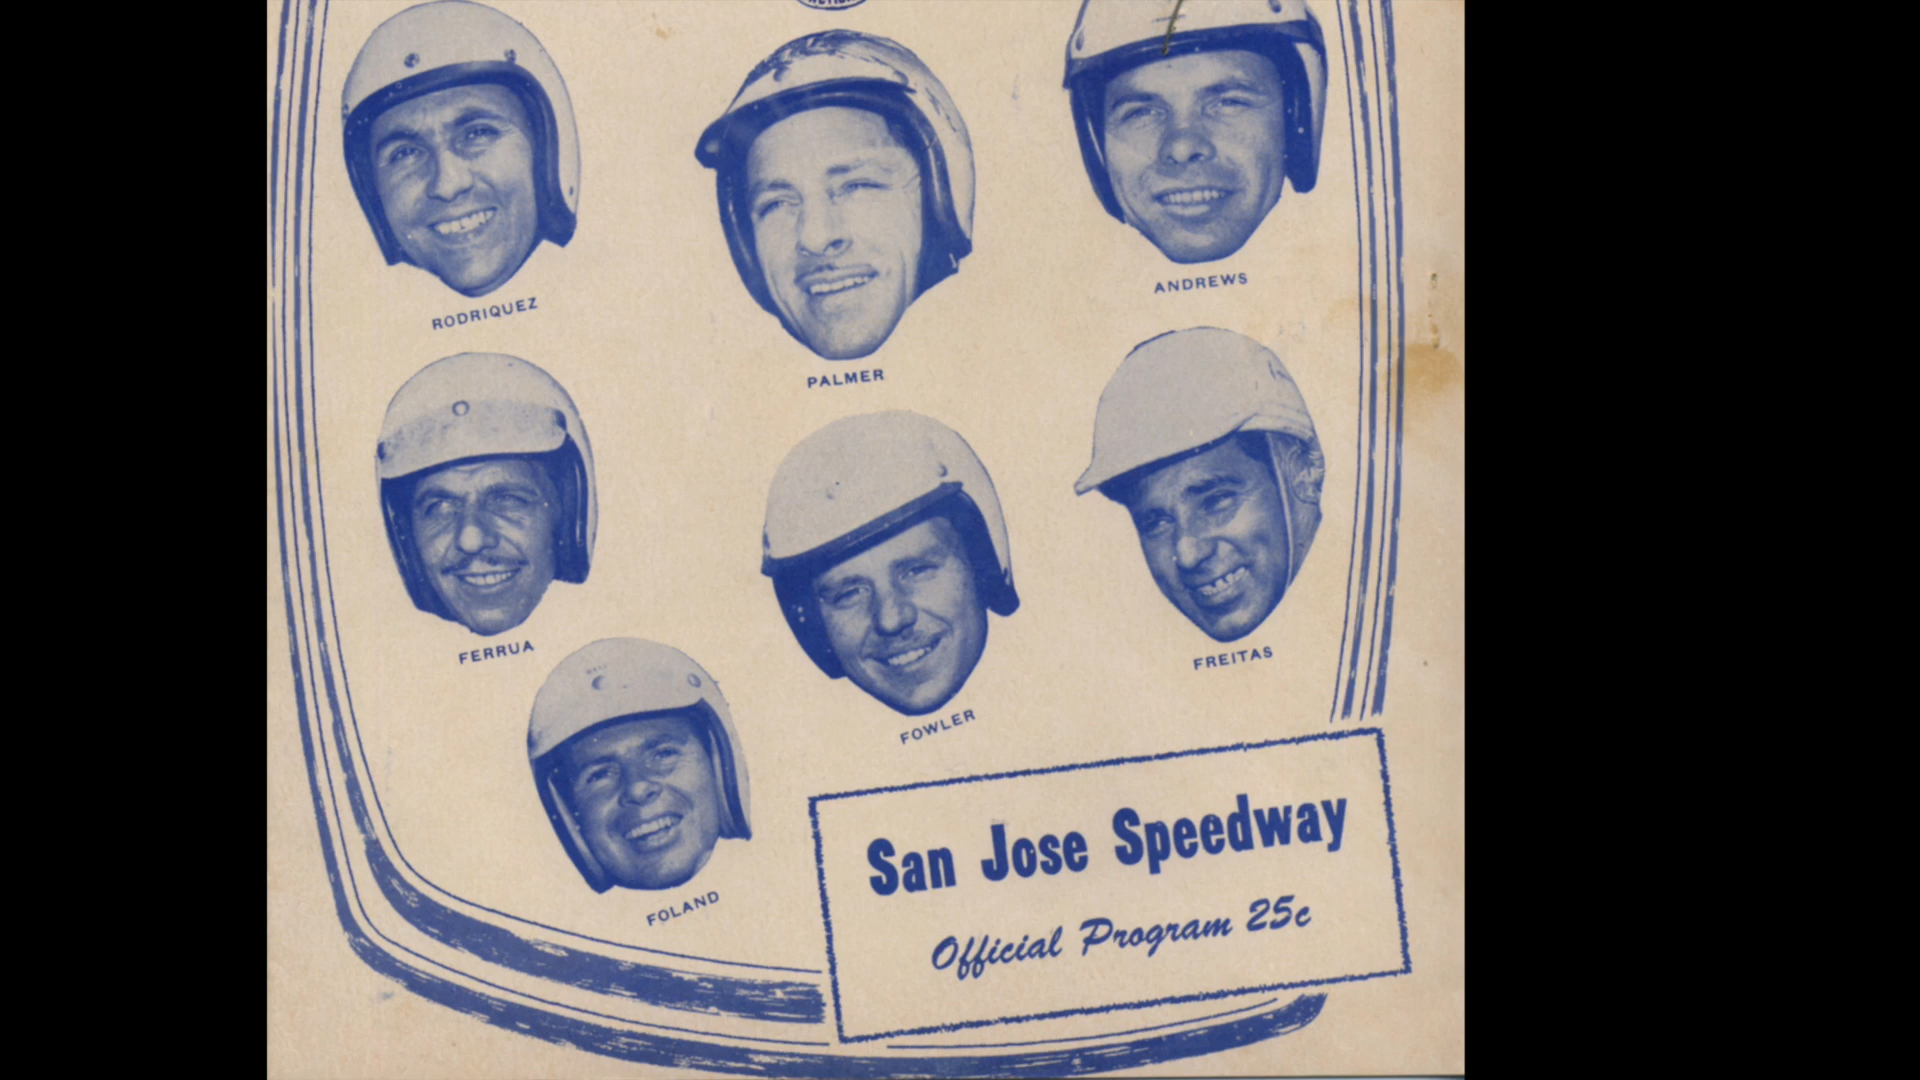 RODRIQUEZ
PALMER
ANDREWS
FERRUA
FOWLER
FREITAS
FOLAND
San Jose Speedway
Official Program 25c